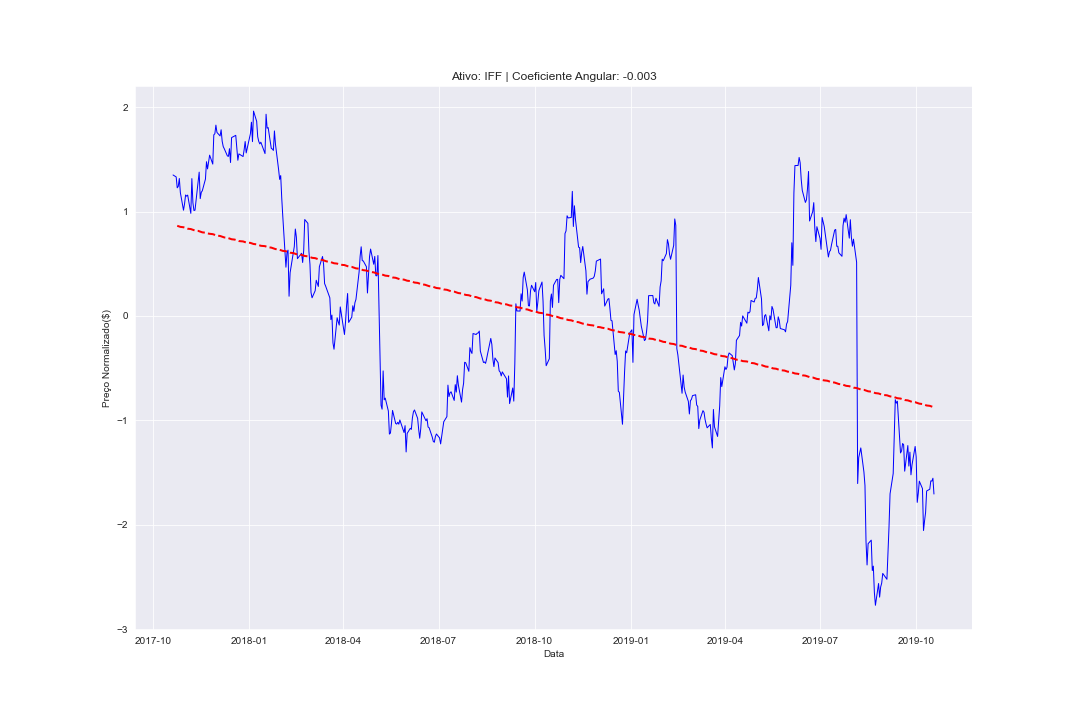 Ativo: IFF | Coeficiente Angular: -0.003
Preço Normalizado($)
2
1
0
−1
−2
−3
2017-10 2018-01 2018-04 2018-07 2018-10 2019-01 2019-04 2019-07 2019-10
Data